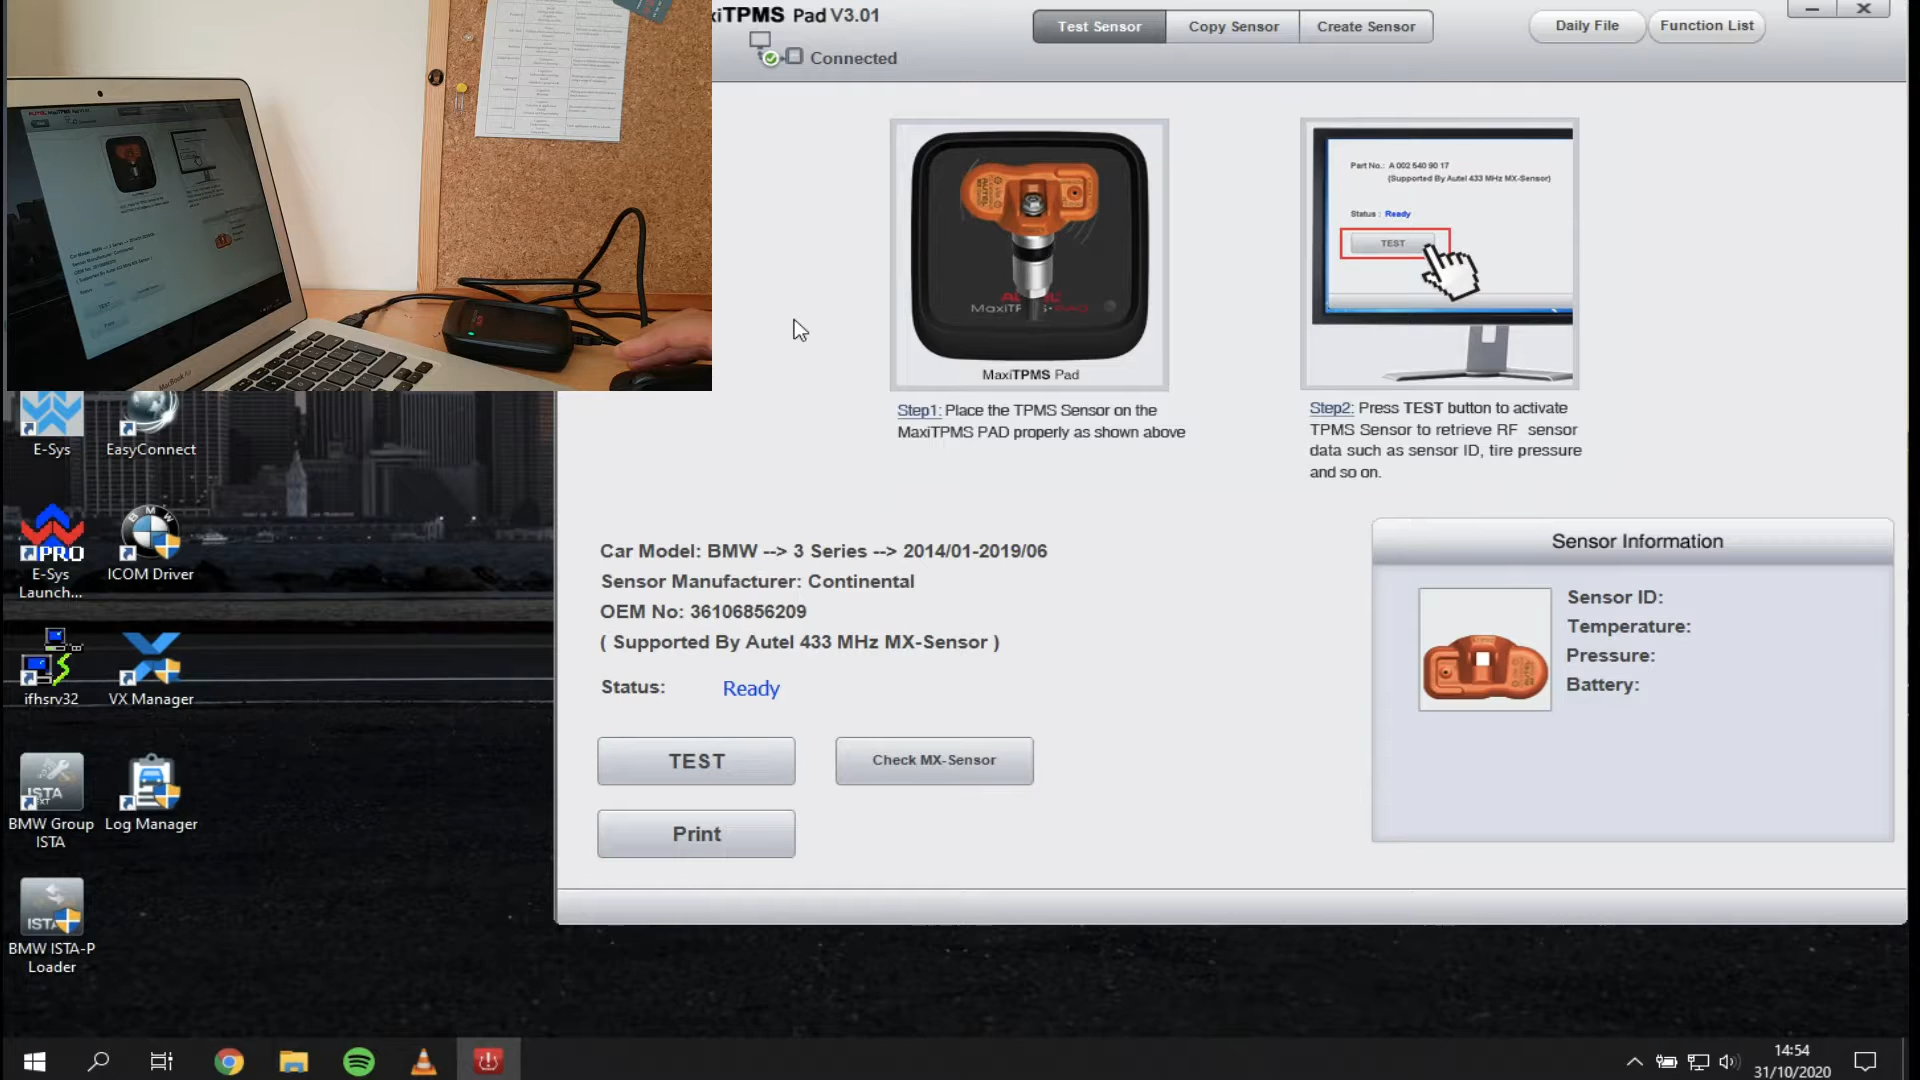 iTPMS Pad V3.01
Connected
Test Sensor
Copy Sensor
Create Sensor
Daily File
Function List
AUTEL
MaxiTPMS PAD
MaxiTPMS Pad
Step1: Place the TPMS Sensor on the
MaxiTPMS PAD properly as shown above
Part No.: A 002 540 90 17
(Supported By Autel 433 MHz MX-Sensor)
Status : Ready
TEST
Step2: Press TEST button to activate
TPMS Sensor to retrieve RF sensor
data such as sensor ID, tire pressure
and so on.
Car Model: BMW --> 3 Series --> 2014/01-2019/06
Sensor Manufacturer: Continental
OEM No: 36106856209
( Supported By Autel 433 MHz MX-Sensor )
Status: Ready
TEST
Check MX-Sensor
Print
Sensor Information
Sensor ID:
Temperature:
Pressure:
Battery:
MacBook Air
E-Sys
EasyConnect
PRO
E-Sys
Launch...
BMW
ICOM Driver
ifhsrv32
VX Manager
ISTA
BMW Group
ISTA
Log Manager
BMW ISTA-P
Loader
14:54
31/10/2020